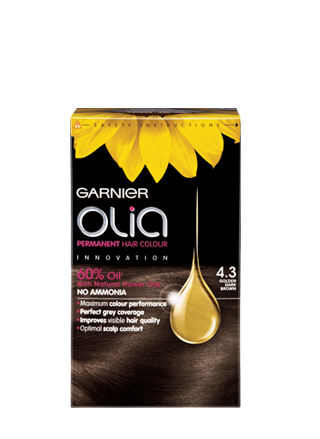 SAFETY INSTRUCTIONS
GARNIER
OLIA
PERMANENT HAIR COLOUR
INNOVATION
60% Oil
With Natural Flower Oils
NO AMMONIA
• Maximum colour performance
• Perfect grey coverage
• Improves visible hair quality
• Optimal scalp comfort
4.3
GOLDEN
DARK
BROWN